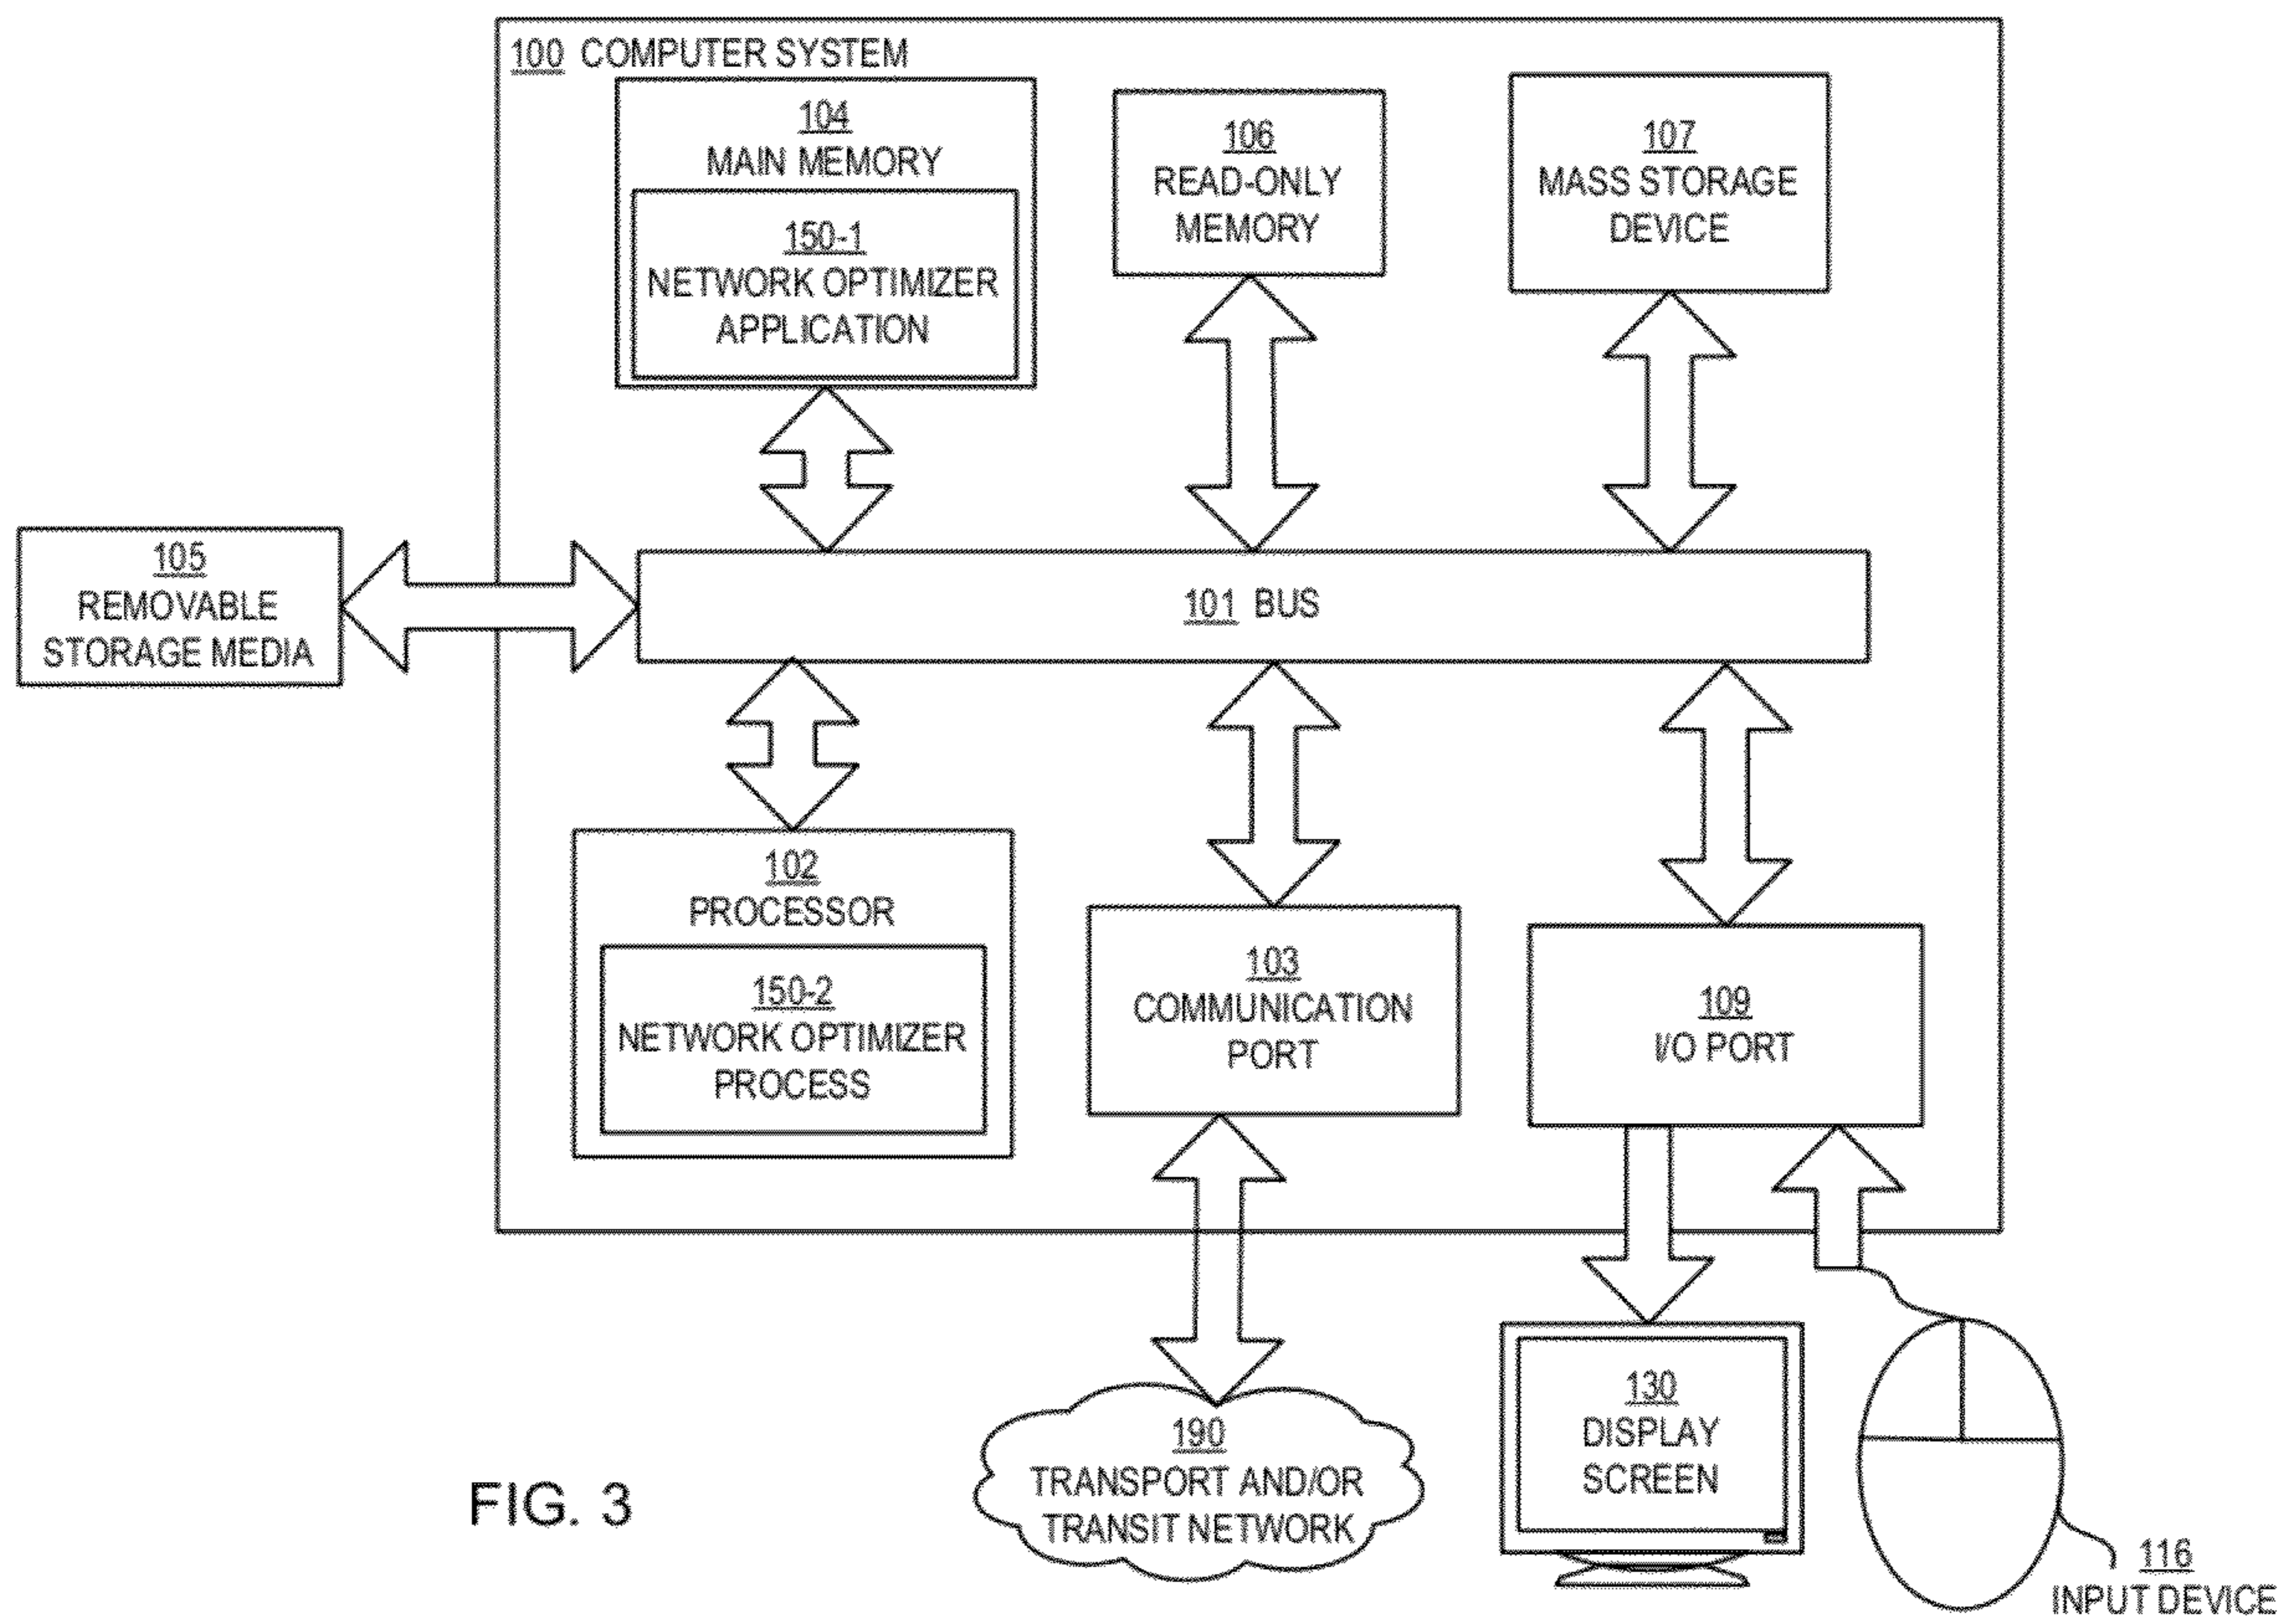 100 COMPUTER SYSTEM
104
MAIN MEMORY
150-1
NETWORK OPTIMIZER
APPLICATION
106
READ-ONLY
MEMORY
107
MASS STORAGE
DEVICE
105
REMOVABLE
STORAGE MEDIA
101 BUS
102
PROCESSOR
150-2
NETWORK OPTIMIZER
PROCESS
103
COMMUNICATION
PORT
109
I/O PORT
190
TRANSPORT AND/OR
TRANSIT NETWORK
130
DISPLAY
SCREEN
116
INPUT DEVICE
FIG. 3